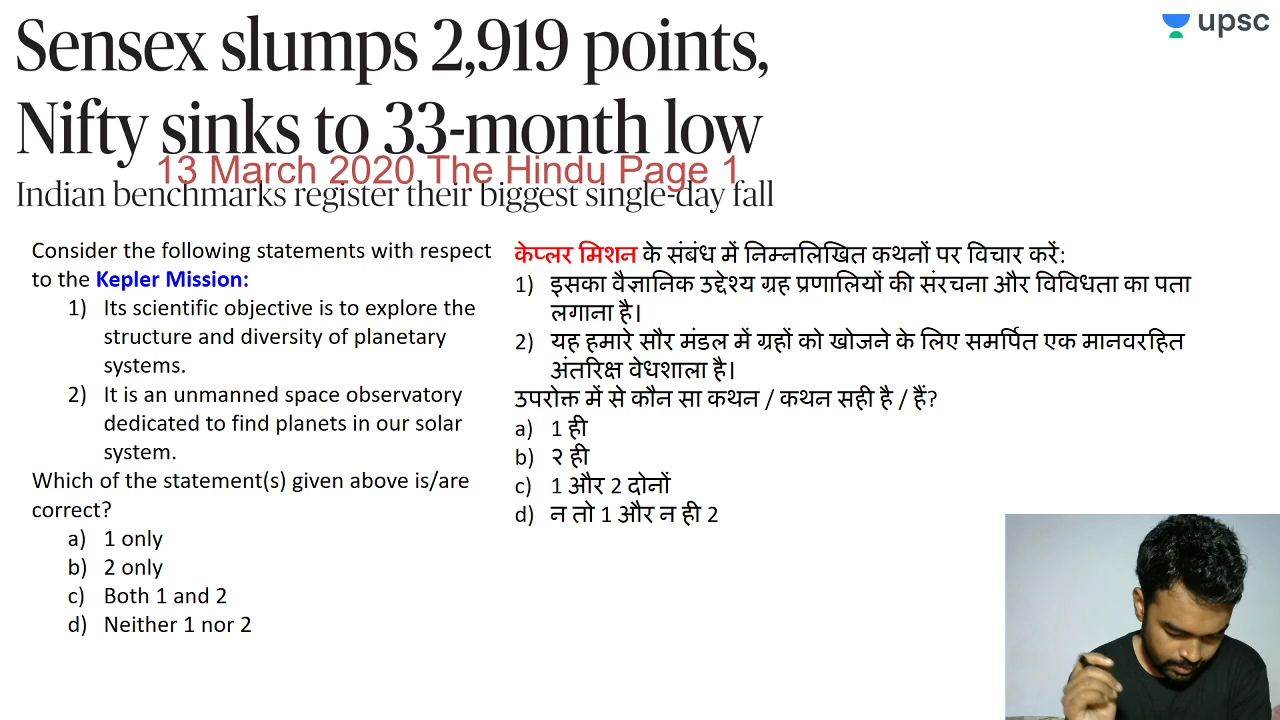 Sensex slumps 2,919 points,
Nifty sinks to 33-month low
13 March 2020 The Hindu Page 1
Indian benchmarks register their biggest single-day fall
upsc
Consider the following statements with respect
to the Kepler Mission:
1) Its scientific objective is to explore the
structure and diversity of planetary
systems.
2) It is an unmanned space observatory
dedicated to find planets in our solar
system.
Which of the statement(s) given above is/are
correct?
a) 1 only
b) 2 only
c) Both 1 and 2
d) Neither 1 nor 2
केप्लर मिशन के संबंध में निम्नलिखित कथनों पर विचार करें:
1) इसका वैज्ञानिक उद्देश्य ग्रह प्रणालियों की संरचना और विविधता का पता
लगाना है।
2) यह हमारे सौर मंडल में ग्रहों को खोजने के लिए समर्पित एक मानवरहित
अंतरिक्ष वेधशाला है।
उपरोक्त में से कौन सा कथन / कथन सही है / हैं?
a) 1 ही
b) २ ही
c) 1 और 2 दोनों
d) न तो 1 और न ही 2